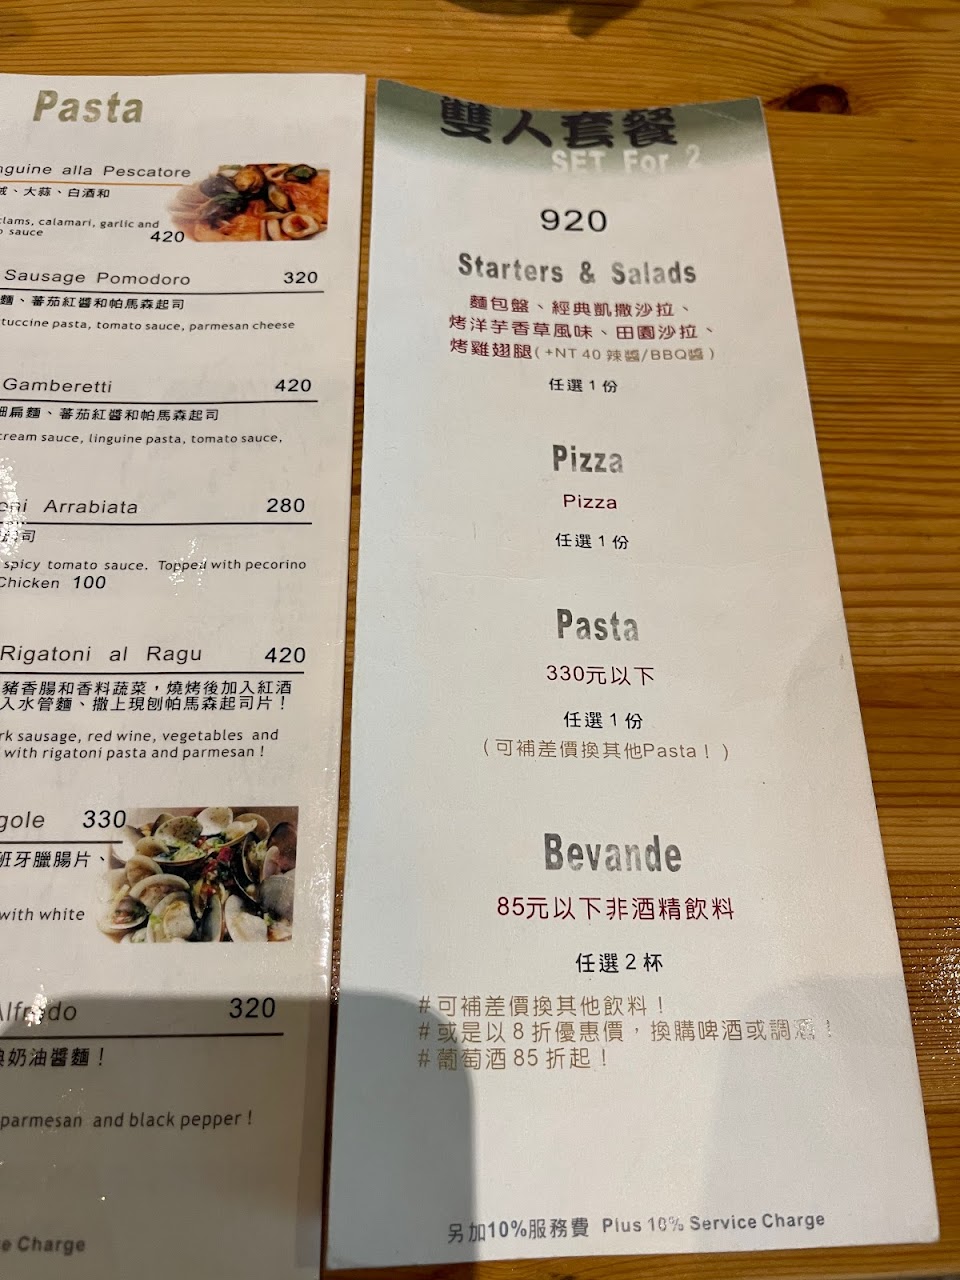 Pasta
alla Pescatore
、大蒜、白酒和
clams, calamari, garlic and
sauce
420
Sausage Pomodoro 320
麵、蕃茄紅醬和帕馬森起司
pasta, tomato sauce, parmesan cheese
Gamberetti 420
細扁麵、蕃茄紅醬和帕馬森起司
cream sauce, linguine pasta, tomato sauce,
Arrabiata 280
司
spicy tomato sauce. Topped with pecorino
Chicken 100
Rigatoni al Ragu 420
豬香腸和香料蔬菜，燒烤後加入紅酒
入水管麵、撒上現刨帕馬森起司片！
sausage, red wine, vegetables and
with rigatoni pasta and parmesan !
330
班牙臘腸片、
with white
Alfredo 320
奶油醬麵！
parmesan and black pepper !
Charge
雙人套餐
SET For 2
920
Starters & Salads
麵包盤、經典凱撒沙拉、
烤洋芋香草風味、田園沙拉、
烤雞翅腿(+NT 40 辣醬/BBQ醬)
任選 1 份
Pizza
Pizza
任選 1 份
Pasta
330元以下
任選 1 份
(可補差價換其他Pasta！)
Bevande
85元以下非酒精飲料
任選 2 杯
#可補差價換其他飲料！
#或是以 8 折優惠價，換購啤酒或調酒！
#葡萄酒 85 折起！
另加10%服務費 Plus 10% Service Charge